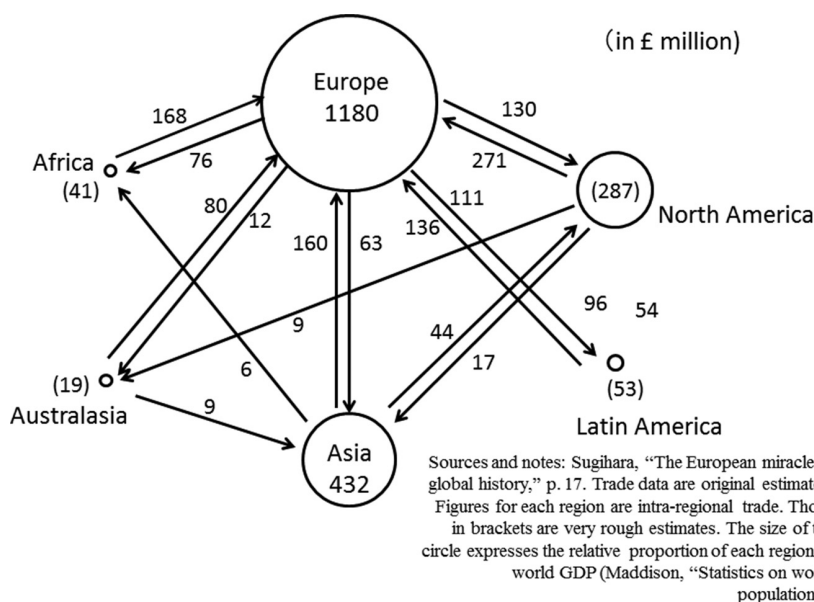 （in £ million)
Europe
1180
168
130
76
271
Africa
(41)
(287)
North America
80
12
111
160
63
136
96
54
9
44
6
17
(19)
(53)
Australasia
9
Latin America
Asia
432
Sources and notes: Sugihara, “The European miracle
global history,” p. 17. Trade data are original estimat
Figures for each region are intra-regional trade. Tho
in brackets are very rough estimates. The size of t
circle expresses the relative proportion of each region
world GDP (Maddison, “Statistics on wo
population